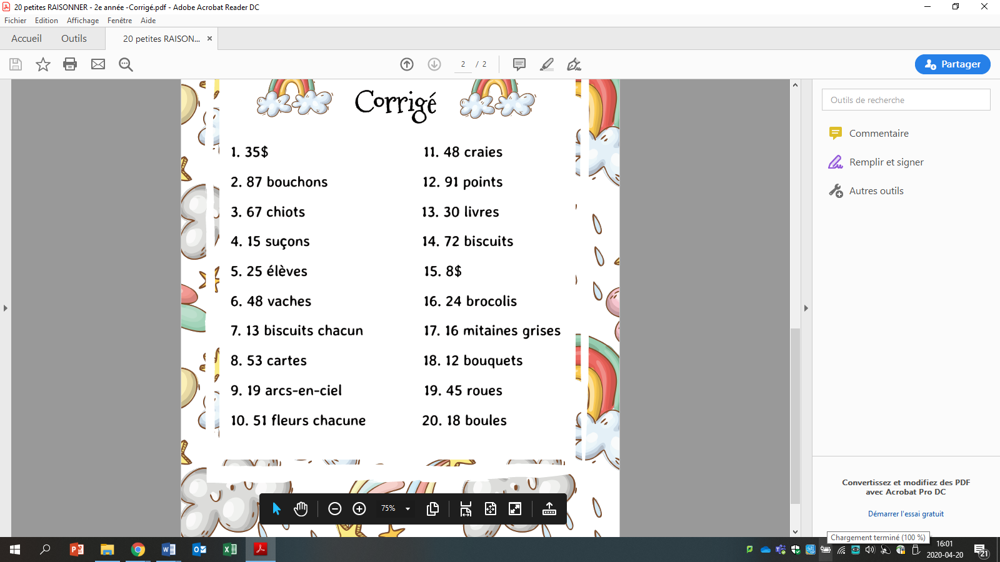 20 petites RAISONNER - 2e année -Corrigé.pdf - Adobe Acrobat Reader DC
Fichier Edition Affichage Fenêtre Aide
Accueil Outils 20 petites RAISON... ×
2 / 2
Partager
Corrigé
1. 35$
2. 87 bouchons
3. 67 chiots
4. 15 suçons
5. 25 élèves
6. 48 vaches
7. 13 biscuits chacun
8. 53 cartes
9. 19 arcs-en-ciel
10. 51 fleurs chacune
11. 48 craies
12. 91 points
13. 30 livres
14. 72 biscuits
15. 8$
16. 24 brocolis
17. 16 mitaines grises
18. 12 bouquets
19. 45 roues
20. 18 boules
75%
Outils de recherche
Commentaire
Remplir et signer
Autres outils
Convertissez et modifiez des PDF
avec Acrobat Pro DC
Démarrer l'essai gratuit
Chargement terminé (100 %)
16:01
2020-04-20
21